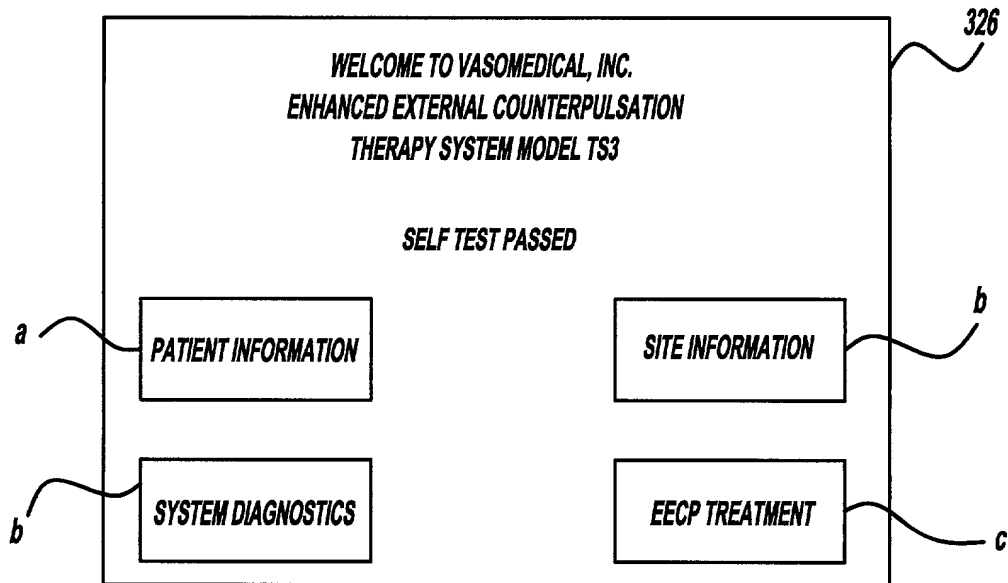 326
WELCOME TO VASOMEDICAL, INC.
ENHANCED EXTERNAL COUNTERPULSATION
THERAPY SYSTEM MODEL TS3
SELF TEST PASSED
a
PATIENT INFORMATION
SITE INFORMATION
b
b
SYSTEM DIAGNOSTICS
EECP TREATMENT
c